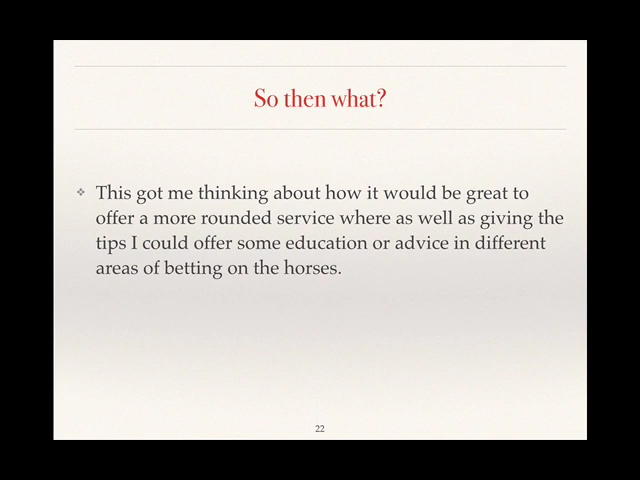 So then what?
This got me thinking about how it would be great to
offer a more rounded service where as well as giving the
tips I could offer some education or advice in different
areas of betting on the horses.
22